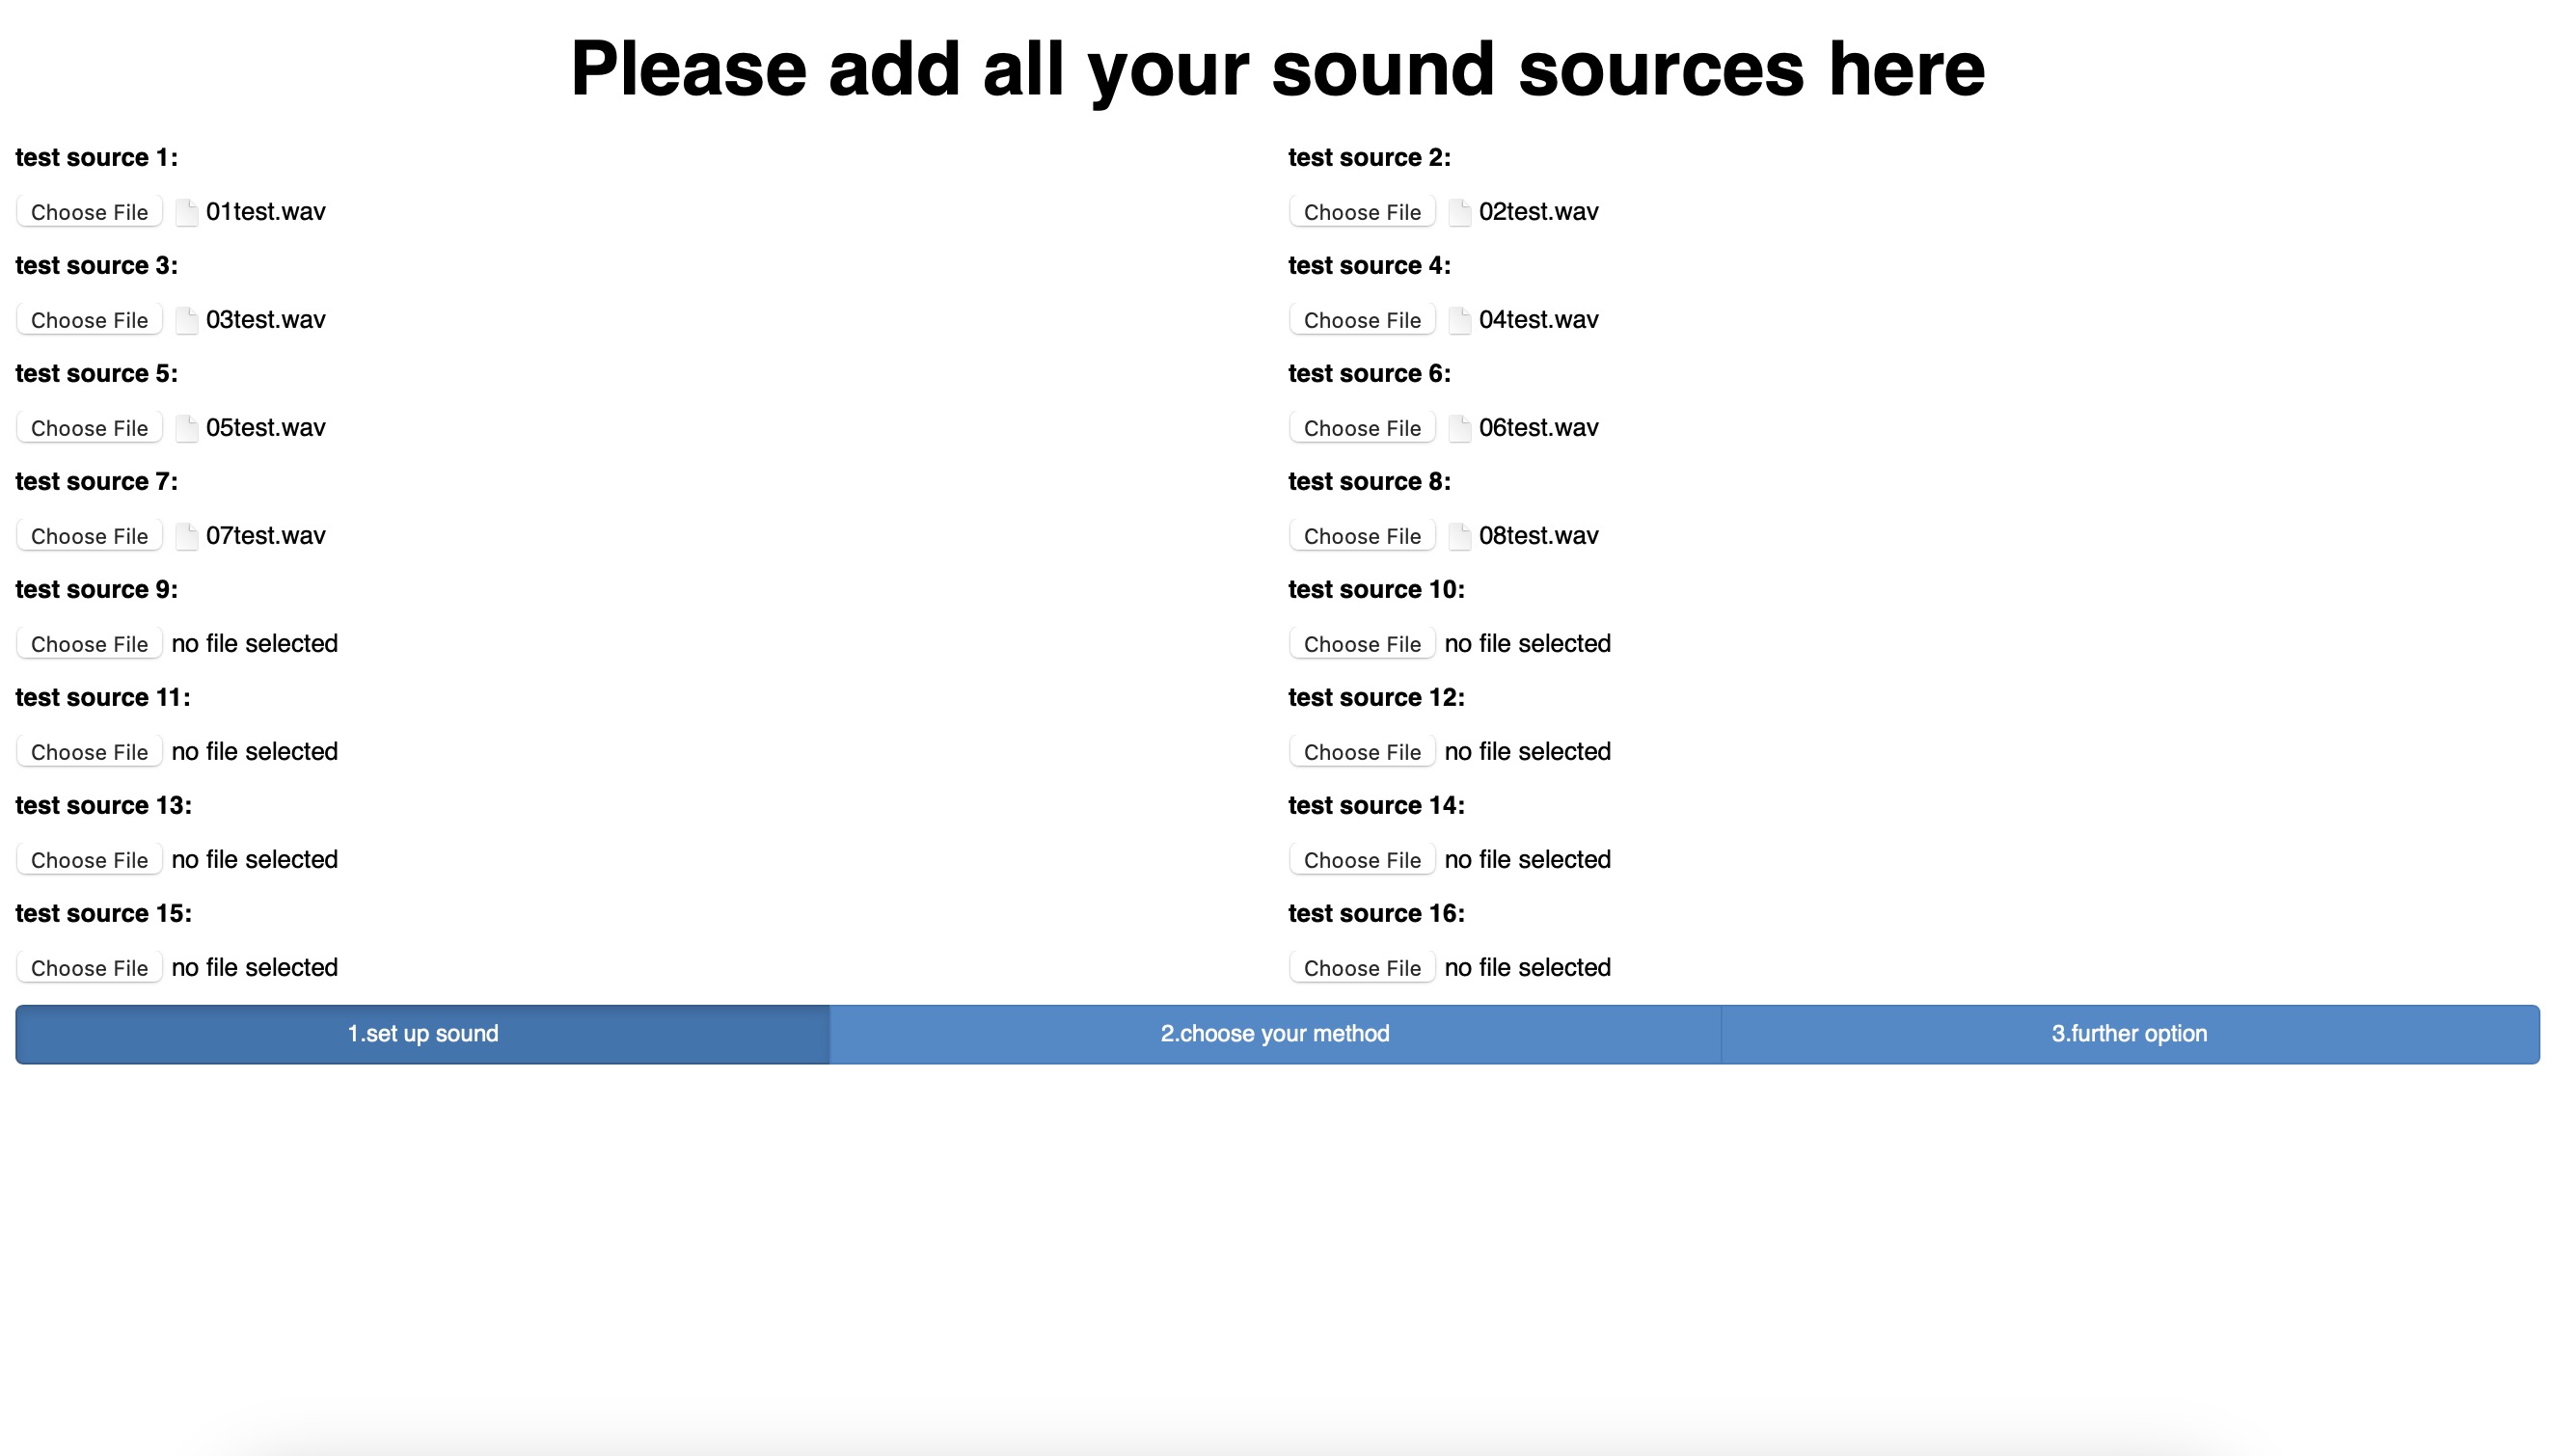 Please add all your sound sources here
test source 1: test source 2:
Choose File 01test.wav Choose File 02test.wav
test source 3: test source 4:
Choose File 03test.wav Choose File 04test.wav
test source 5: test source 6:
Choose File 05test.wav Choose File 06test.wav
test source 7: test source 8:
Choose File 07test.wav Choose File 08test.wav
test source 9: test source 10:
Choose File no file selected Choose File no file selected
test source 11: test source 12:
Choose File no file selected Choose File no file selected
test source 13: test source 14:
Choose File no file selected Choose File no file selected
test source 15: test source 16:
Choose File no file selected Choose File no file selected
1.set up sound 2.choose your method 3.further option